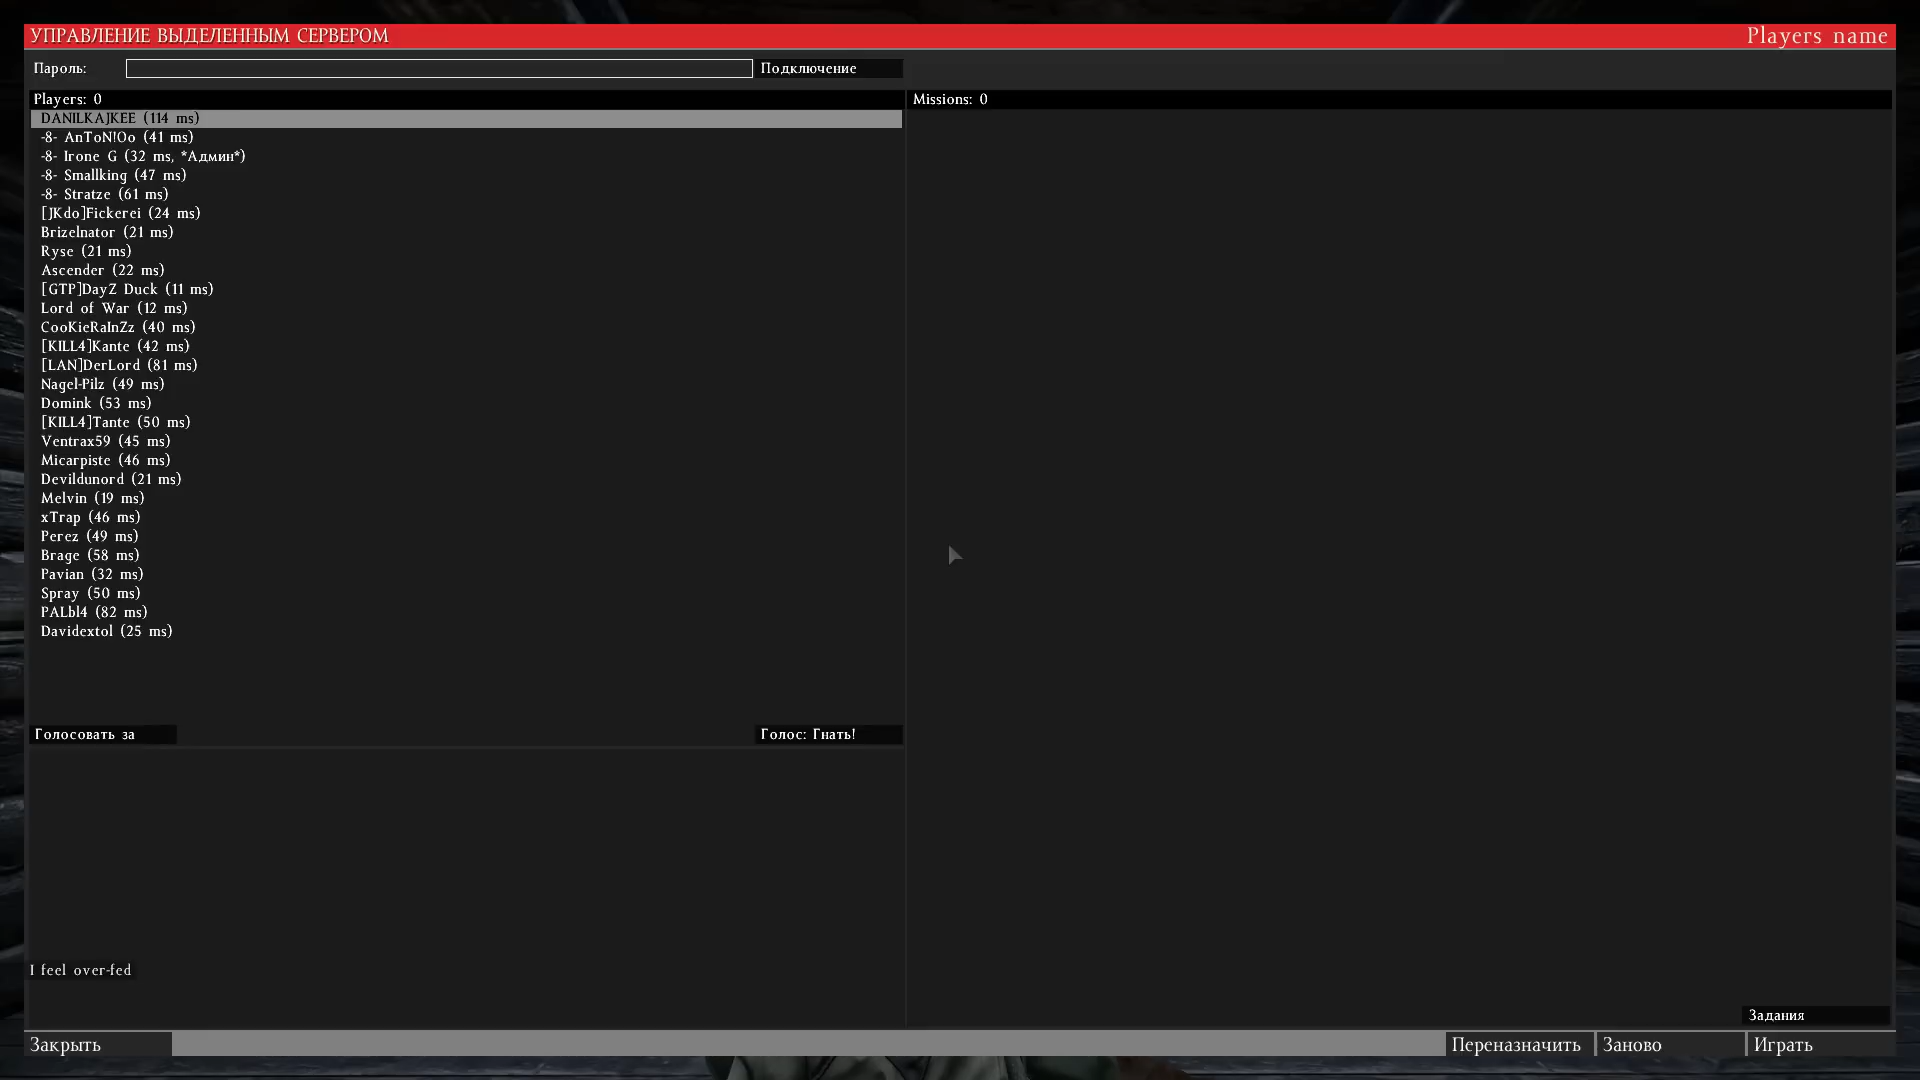 УПРАВЛЕНИЕ ВЫДЕЛЕННЫМ СЕРВЕРОМ
Players name
Пароль:
Подключение
Players: 0
Missions: 0
DANILKAJKEE (114 ms)
-8- AnToN!Oo (41 ms)
-8- Irone G (32 ms, *Админ*)
-8- Smallking (47 ms)
-8- Stratze (61 ms)
[JKdo]Fickerei (24 ms)
Brizelnator (21 ms)
Ryse (21 ms)
Ascender (22 ms)
[GTP]DayZ Duck (11 ms)
Lord of War (12 ms)
CooKieRaInZz (40 ms)
[KILL4]Kante (42 ms)
[LAN]DerLord (81 ms)
Nagel-Pilz (49 ms)
Domink (53 ms)
[KILL4]Tante (50 ms)
Ventrax59 (45 ms)
Micarpiste (46 ms)
Devildunord (21 ms)
Melvin (19 ms)
xTrap (46 ms)
Perez (49 ms)
Brage (58 ms)
Pavian (32 ms)
Spray (50 ms)
PALbl4 (82 ms)
Davidextol (25 ms)
Голосовать за
Голос: Гнать!
I feel over-fed
Задания
Закрыть
Переназначить
Заново
Играть